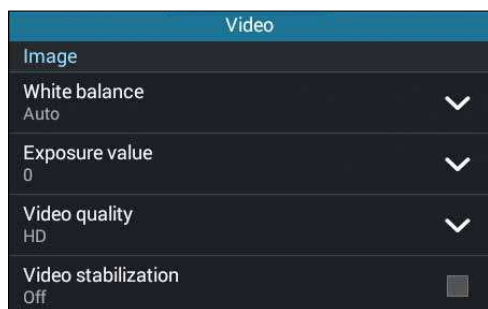 Video
Image
White balance
Auto
Exposure value
0
Video quality
HD
Video stabilization
Off